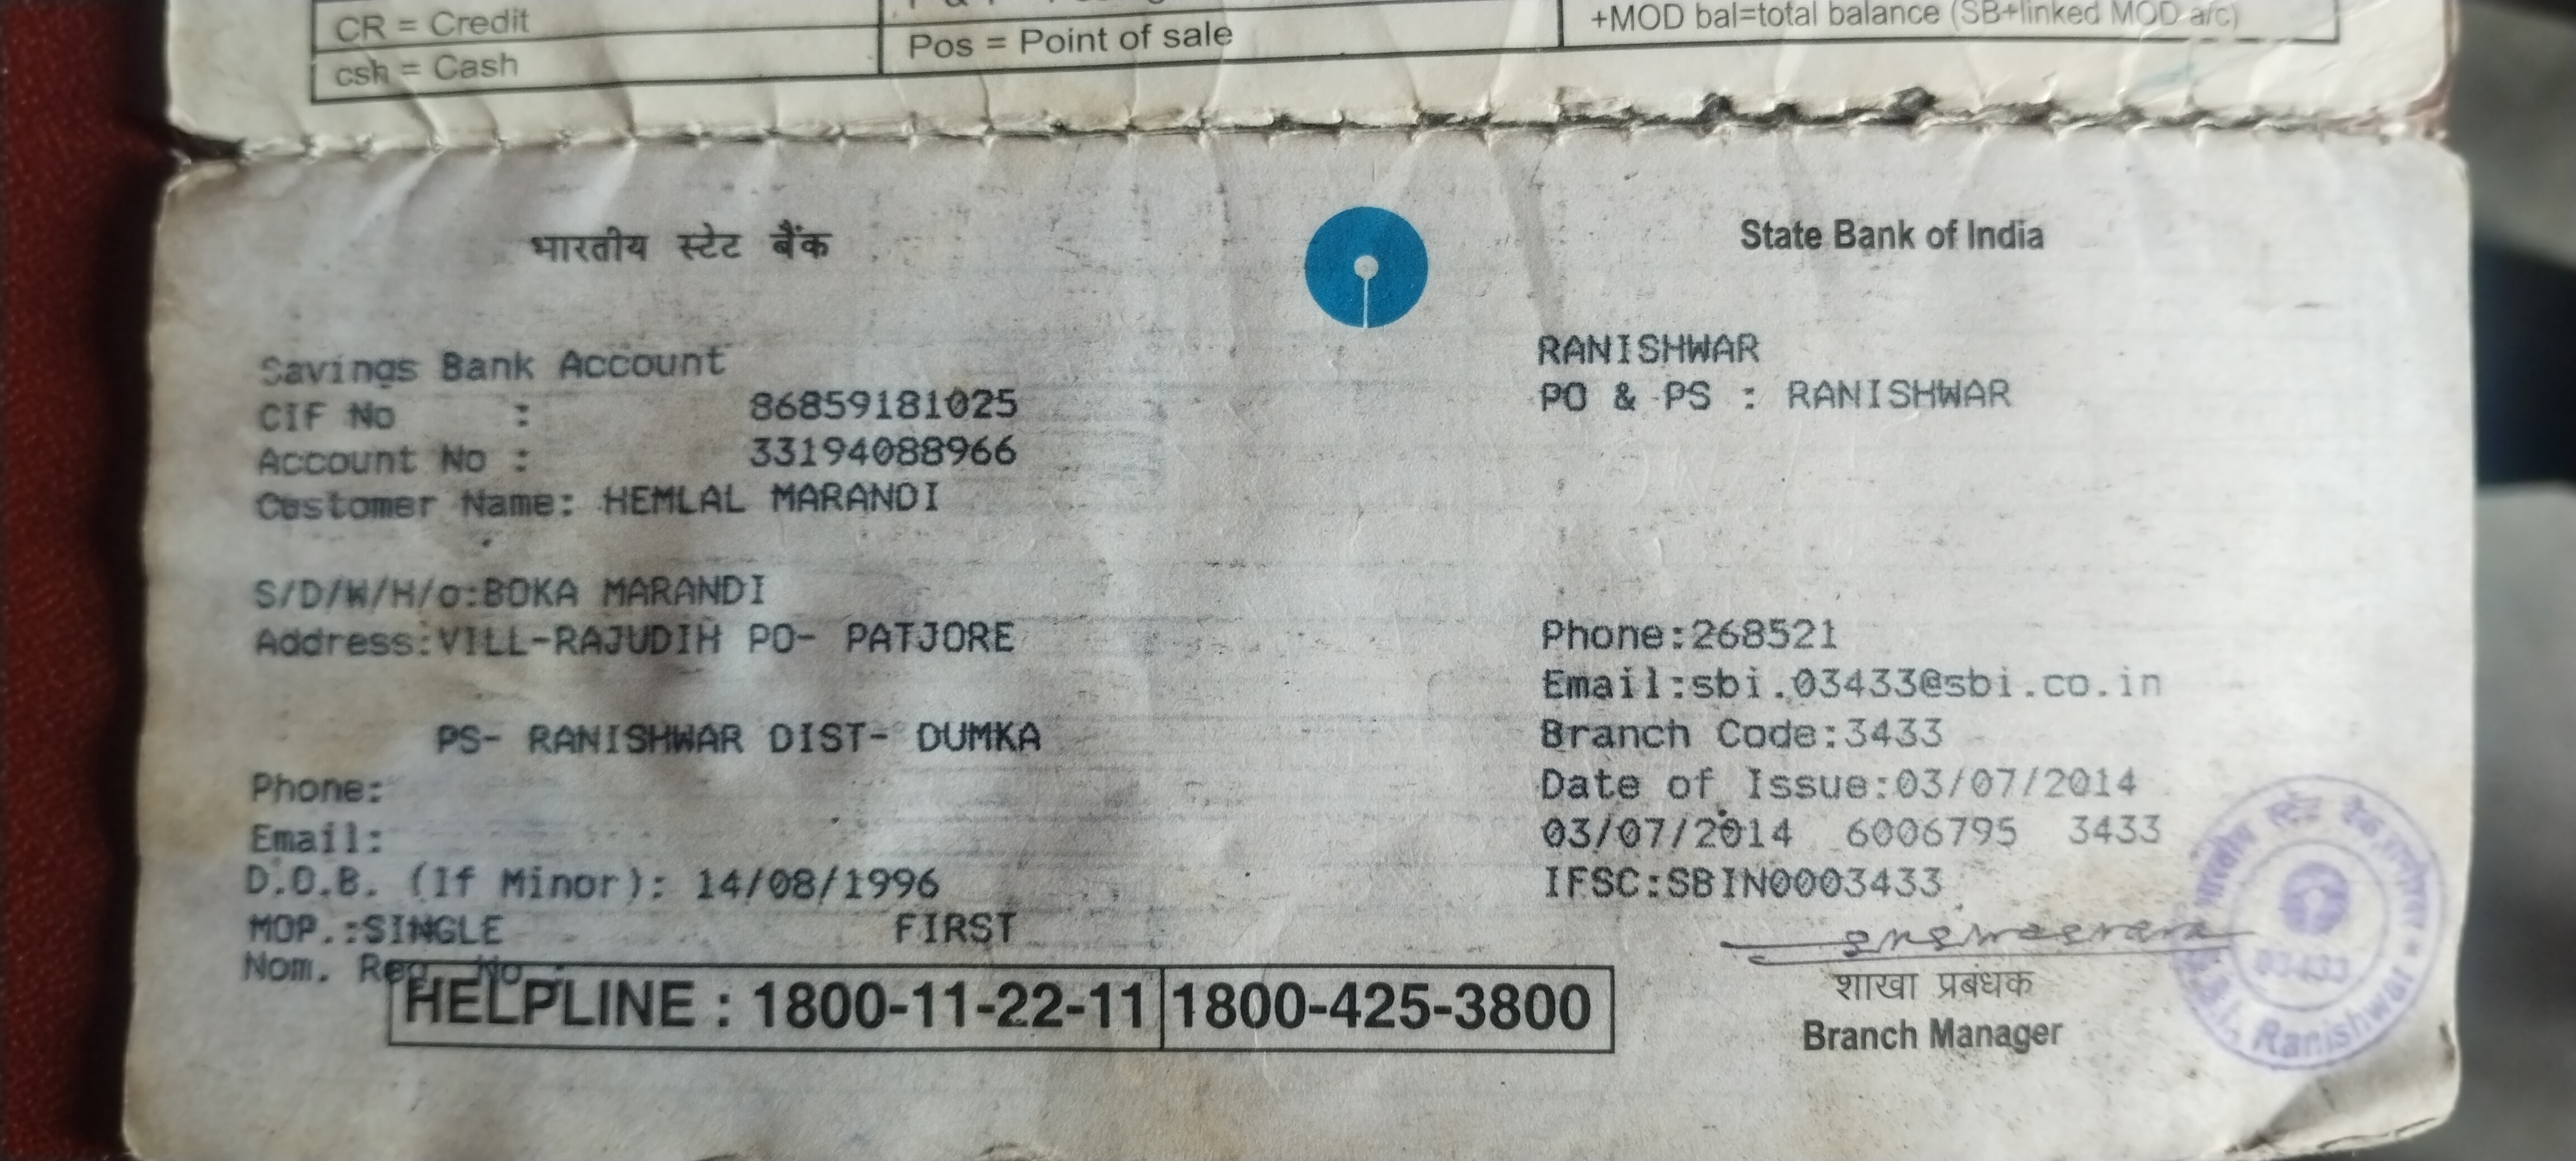 CR = Credit
csh = Cash
Pos = Point of sale
+MOD bal=total balance (SB+linked MOD a/c)
भारतीय स्टेट बैंक
State Bank of India
Savings Bank Account
CIF No : 86859181025
Account No : 33194088966
Customer Name: HEMLAL MARANDI
S/D/W/H/o:BOKA MARANDI
Address:VILL-RAJUDIH PO- PATJORE
PS- RANISHWAR DIST- DUMKA
Phone:
Email:
D.O.B. (If Minor): 14/08/1996
MOP.:SINGLE FIRST
Nom. Reg. No :
HELPLINE : 1800-11-22-11 1800-425-3800
RANISHWAR
PO & PS : RANISHWAR
Phone:268521
Email:sbi.03433@sbi.co.in
Branch Code:3433
Date of Issue:03/07/2014
03/07/2014 6006795 3433
IFSC:SBIN0003433
शाखा प्रबंधक
Branch Manager
भारतीय स्टेट बैंक
03433
Ranishwar